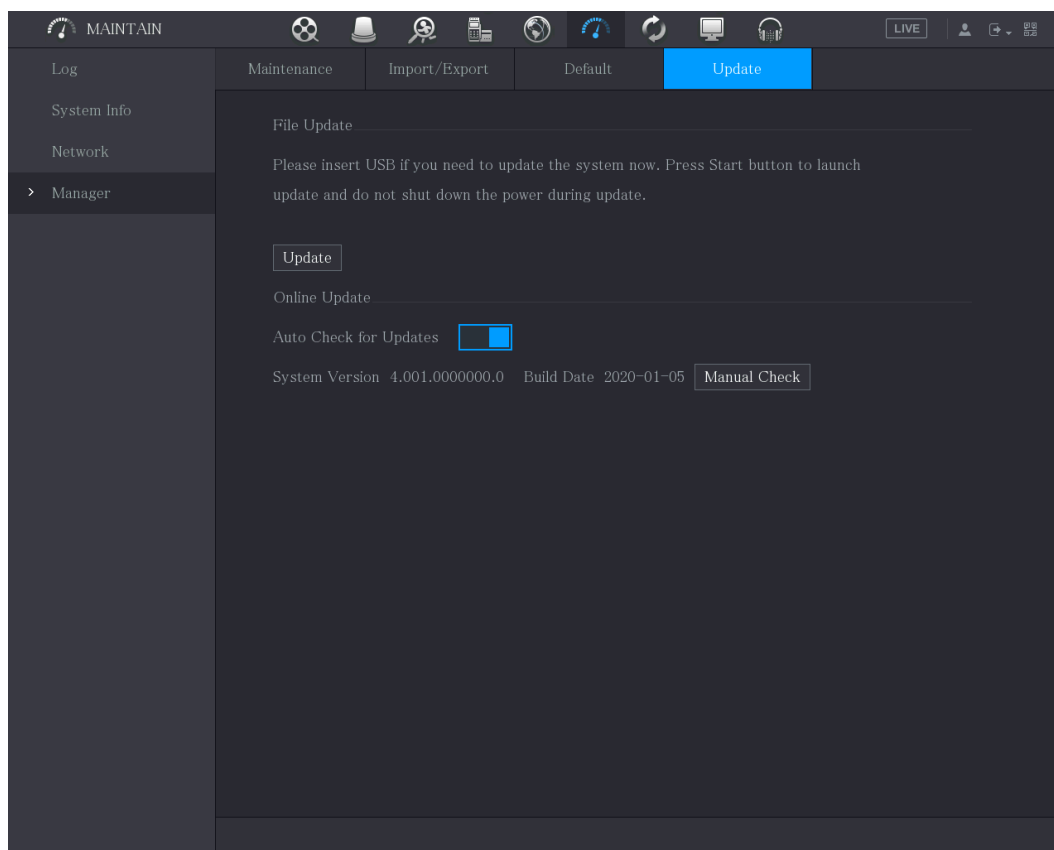 MAINTAIN
LIVE
Log
System Info
Network
Manager
Maintenance
Import/Export
Default
Update
File Update
Please insert USB if you need to update the system now. Press Start button to launch
update and do not shut down the power during update.
Update
Online Update
Auto Check for Updates
System Version 4.001.0000000.0 Build Date 2020-01-05 Manual Check